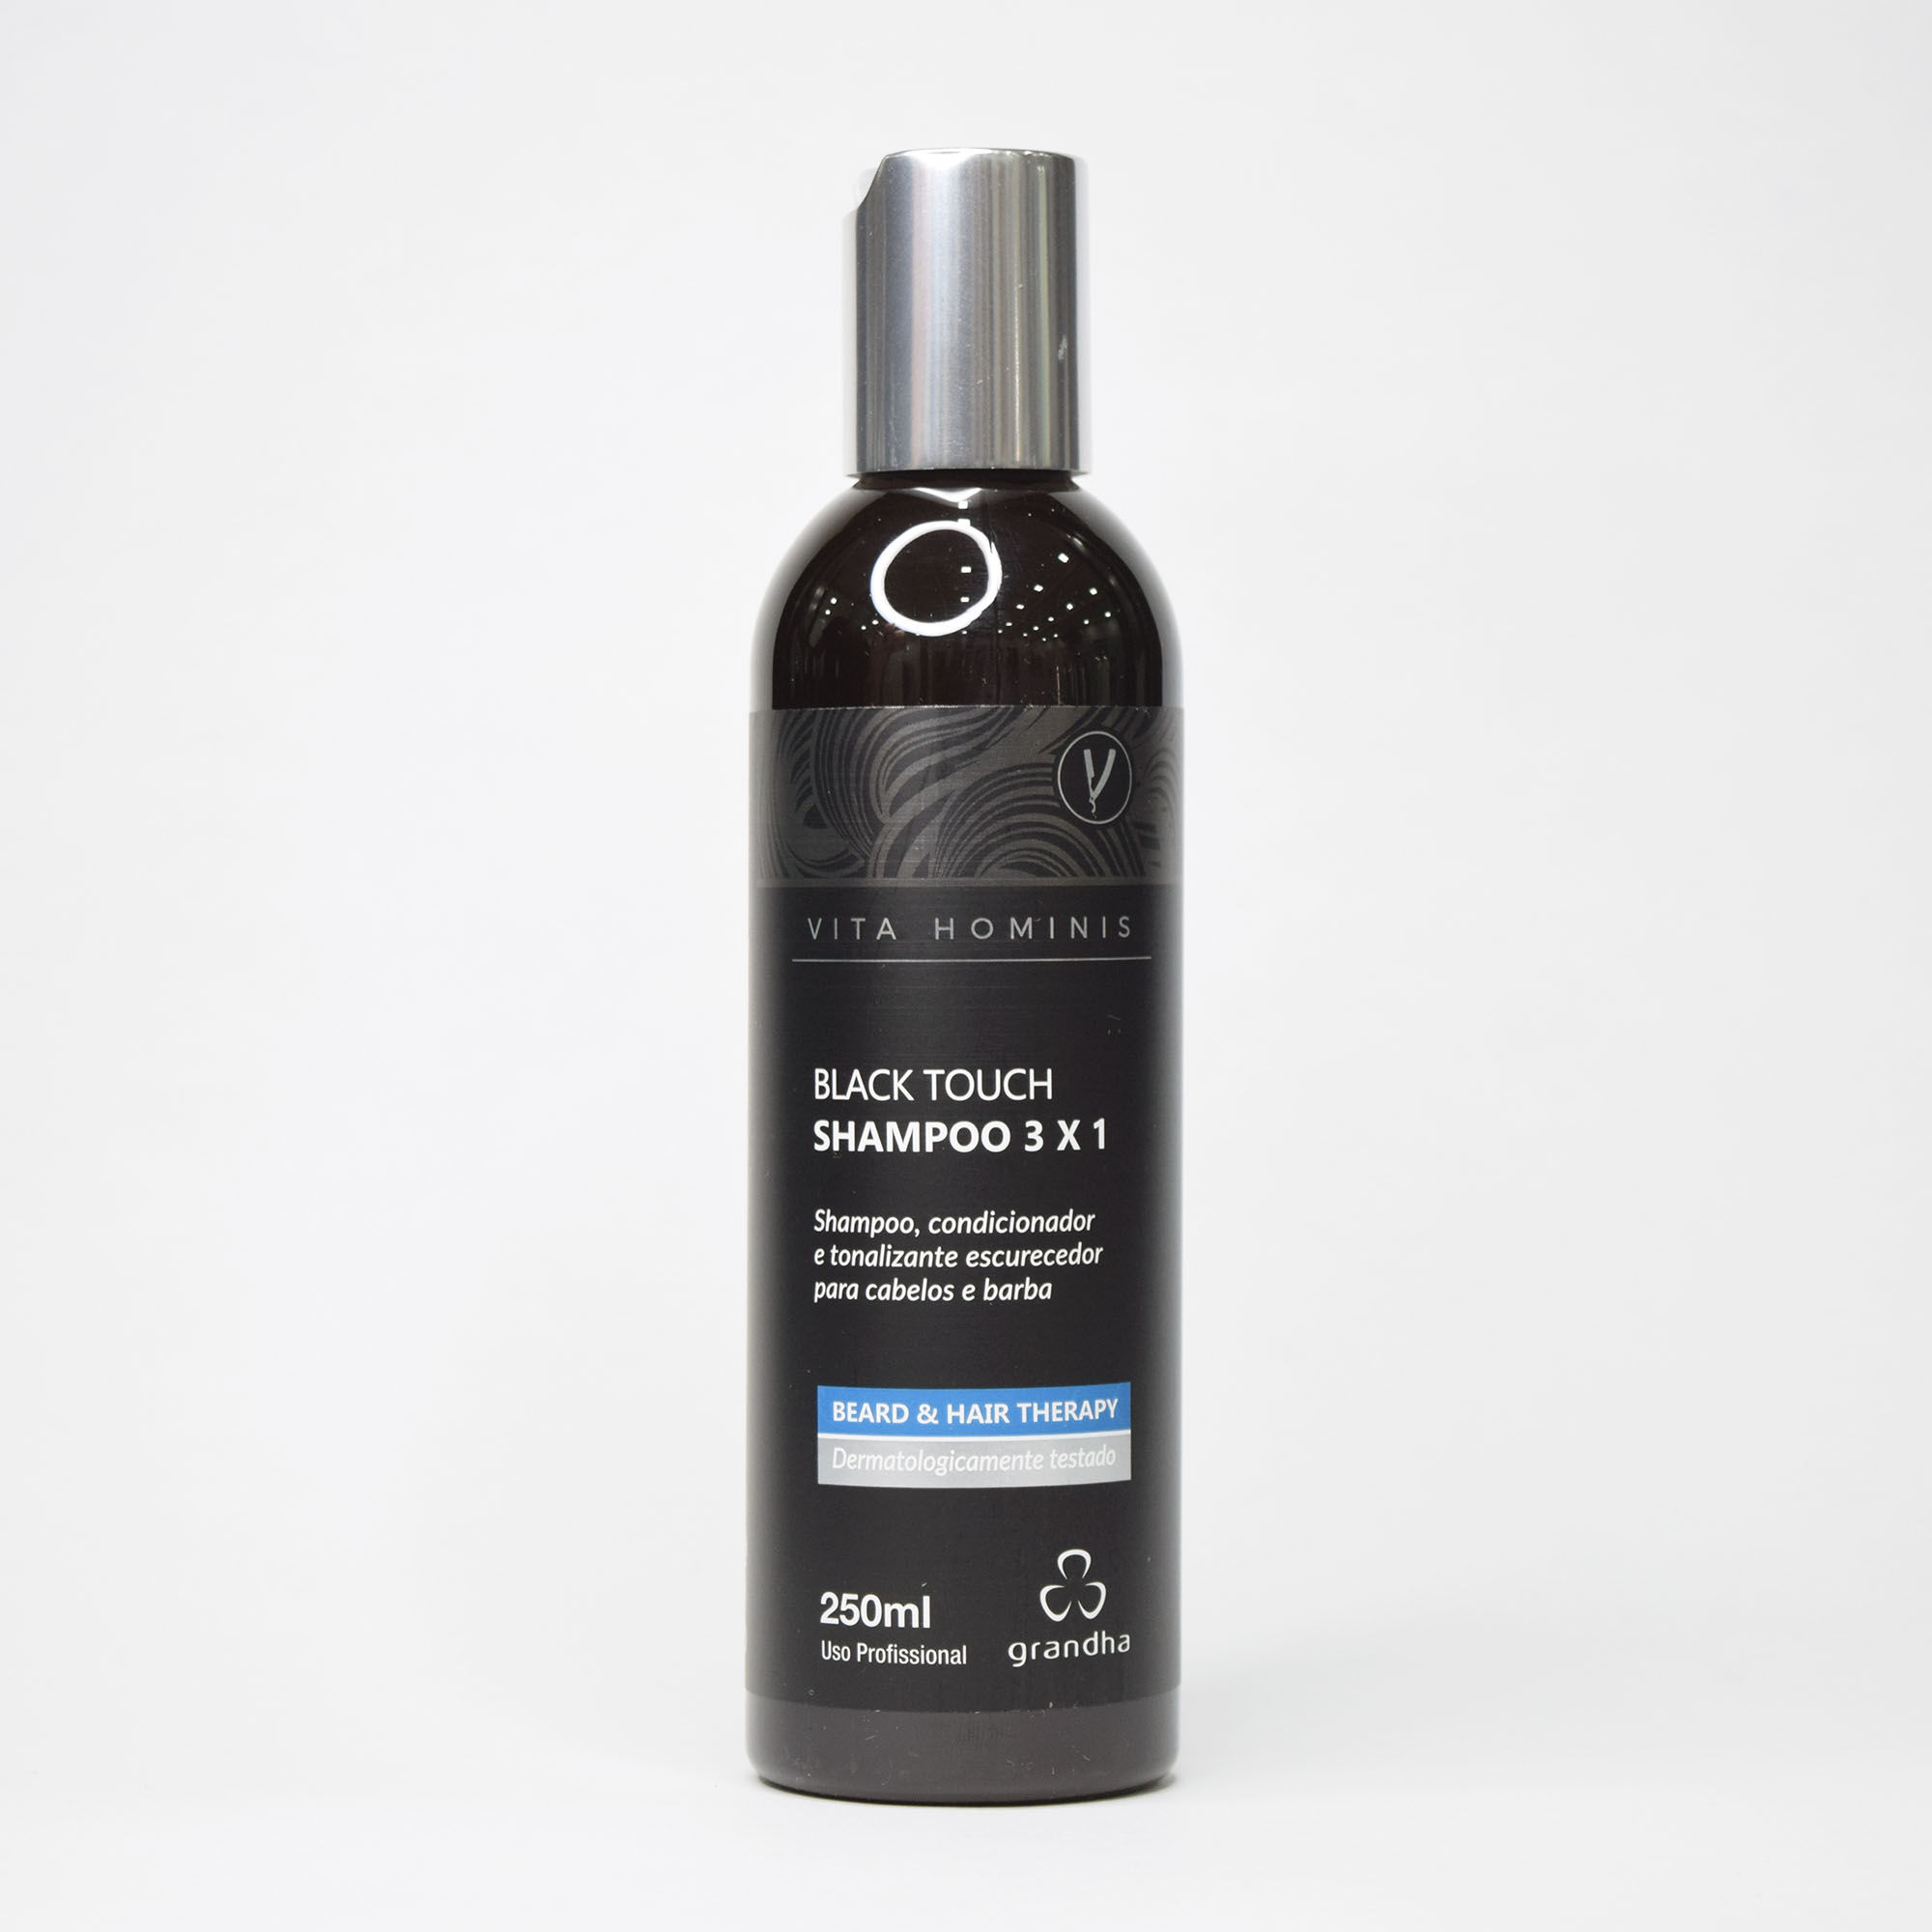 VITA HOMINIS
BLACK TOUCH
SHAMPOO 3 X 1
Shampoo, condicionador
e tonalizante escurecedor
para cabelos e barba
BEARD & HAIR THERAPY
Dermatologicamente testado
250ml
Uso Profissional
grandha